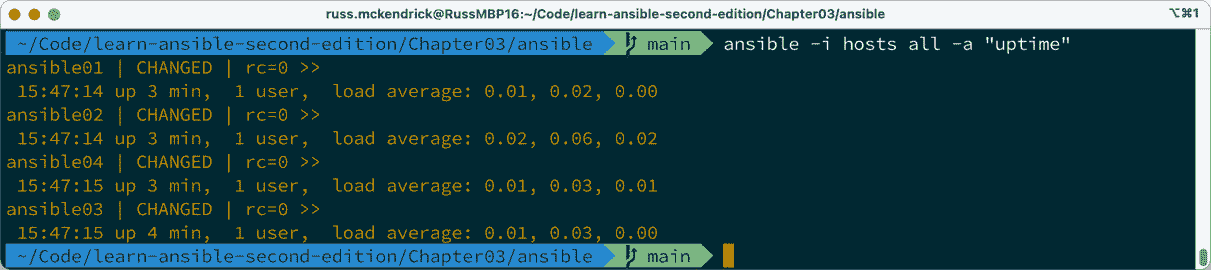 russ.mckendrick@RussMBP16:~/Code/learn-ansible-second-edition/Chapter03/ansible ⌥⌘1
~/Code/learn-ansible-second-edition/Chapter03/ansible main ansible -i hosts all -a "uptime"
ansible01 | CHANGED | rc=0 >>
15:47:14 up 3 min, 1 user, load average: 0.01, 0.02, 0.00
ansible02 | CHANGED | rc=0 >>
15:47:14 up 3 min, 1 user, load average: 0.02, 0.06, 0.02
ansible04 | CHANGED | rc=0 >>
15:47:15 up 3 min, 1 user, load average: 0.01, 0.03, 0.01
ansible03 | CHANGED | rc=0 >>
15:47:15 up 4 min, 1 user, load average: 0.01, 0.03, 0.00
~/Code/learn-ansible-second-edition/Chapter03/ansible main